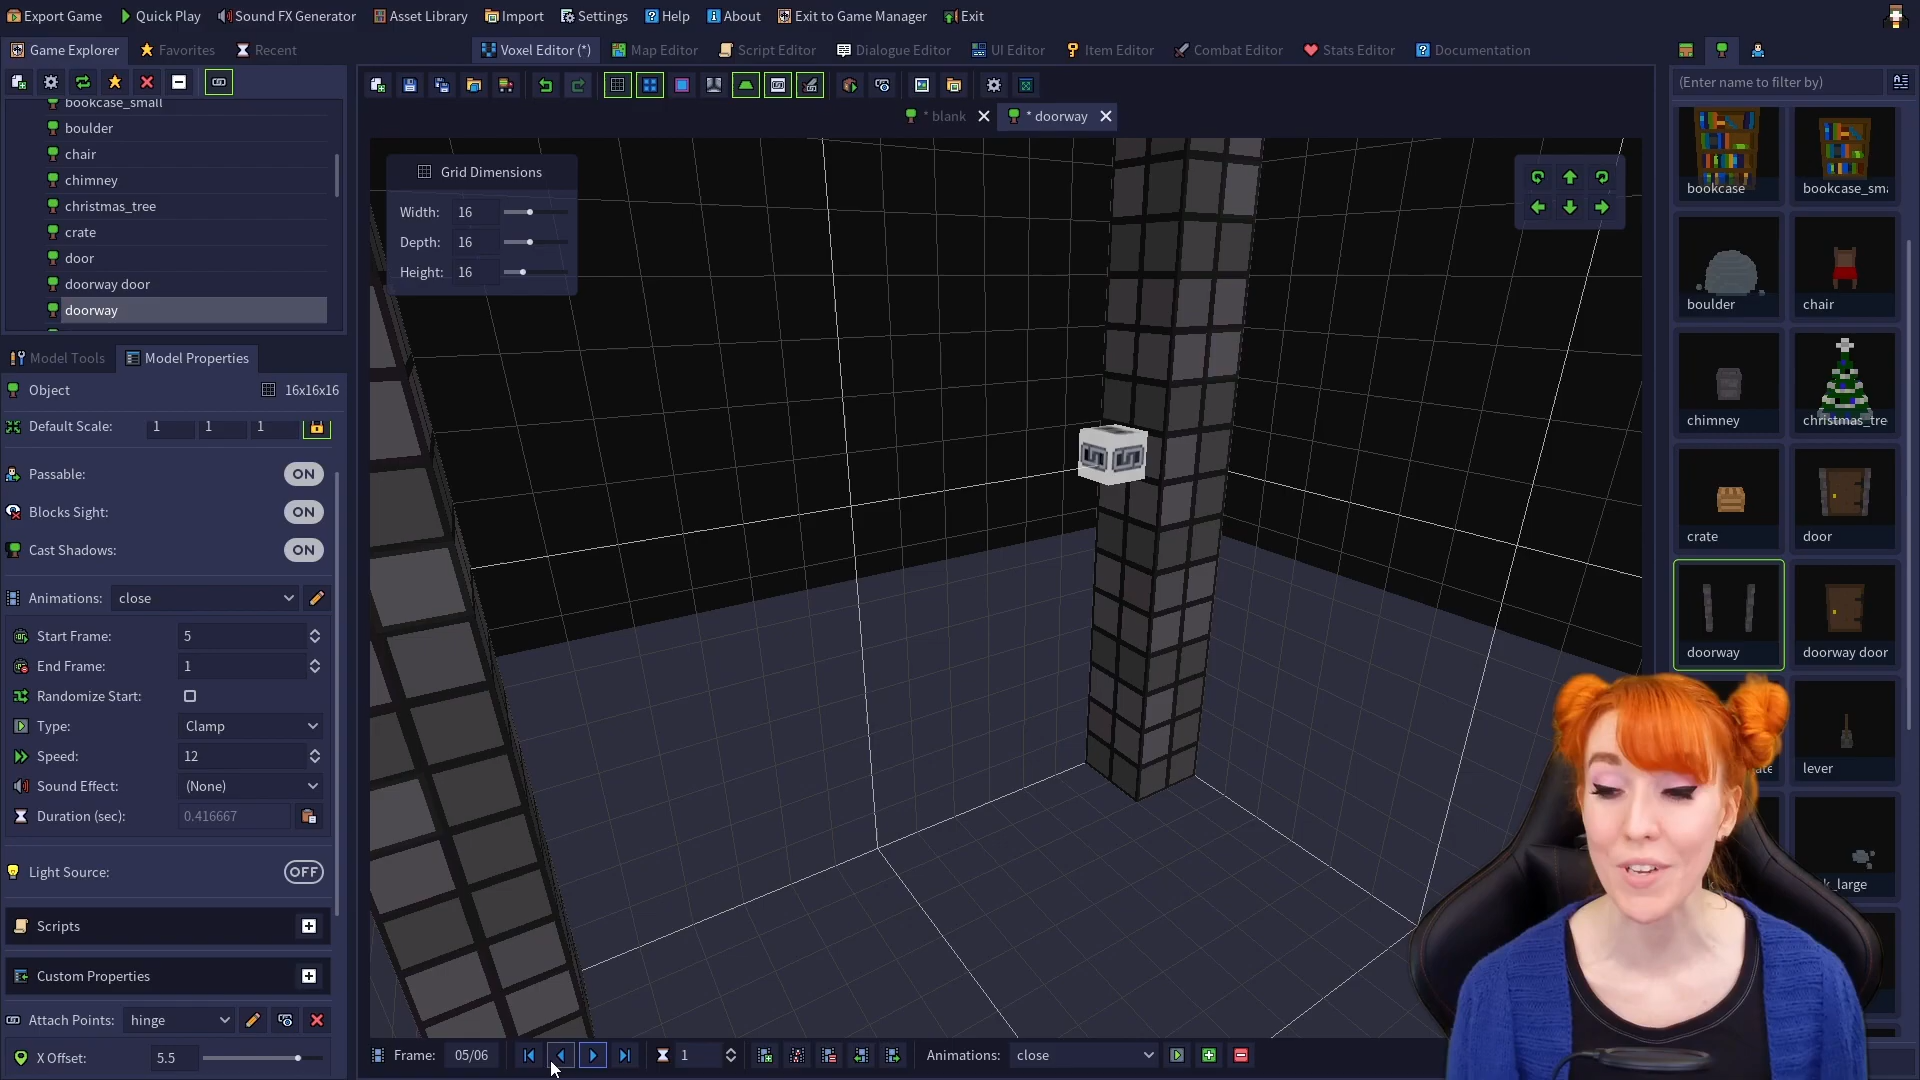 Export Game Quick Play Sound FX Generator Asset Library Import Settings Help About Exit to Game Manager Exit
Game Explorer Favorites Recent Voxel Editor (*) Map Editor Script Editor Dialogue Editor UI Editor Item Editor Combat Editor Stats Editor Documentation
(Enter name to filter by)
bookcase_small
boulder
chair
chimney
christmas_tree
crate
door
doorway door
doorway
* blank * doorway
Grid Dimensions
Width: 16
Depth: 16
Height: 16
Model Tools Model Properties
Object 16x16x16
Default Scale: 1 1 1
Passable: ON
Blocks Sight: ON
Cast Shadows: ON
Animations: close
Start Frame: 5
End Frame: 1
Randomize Start:
Type: Clamp
Speed: 12
Sound Effect: (None)
Duration (sec): 0.416667
Light Source: OFF
Scripts
Custom Properties
Attach Points: hinge
X Offset: 5.5
Frame: 05/06 1 Animations: close
bookcase bookcase_sma
boulder chair
chimney christmas_tre
crate door
doorway doorway door
lever
_large